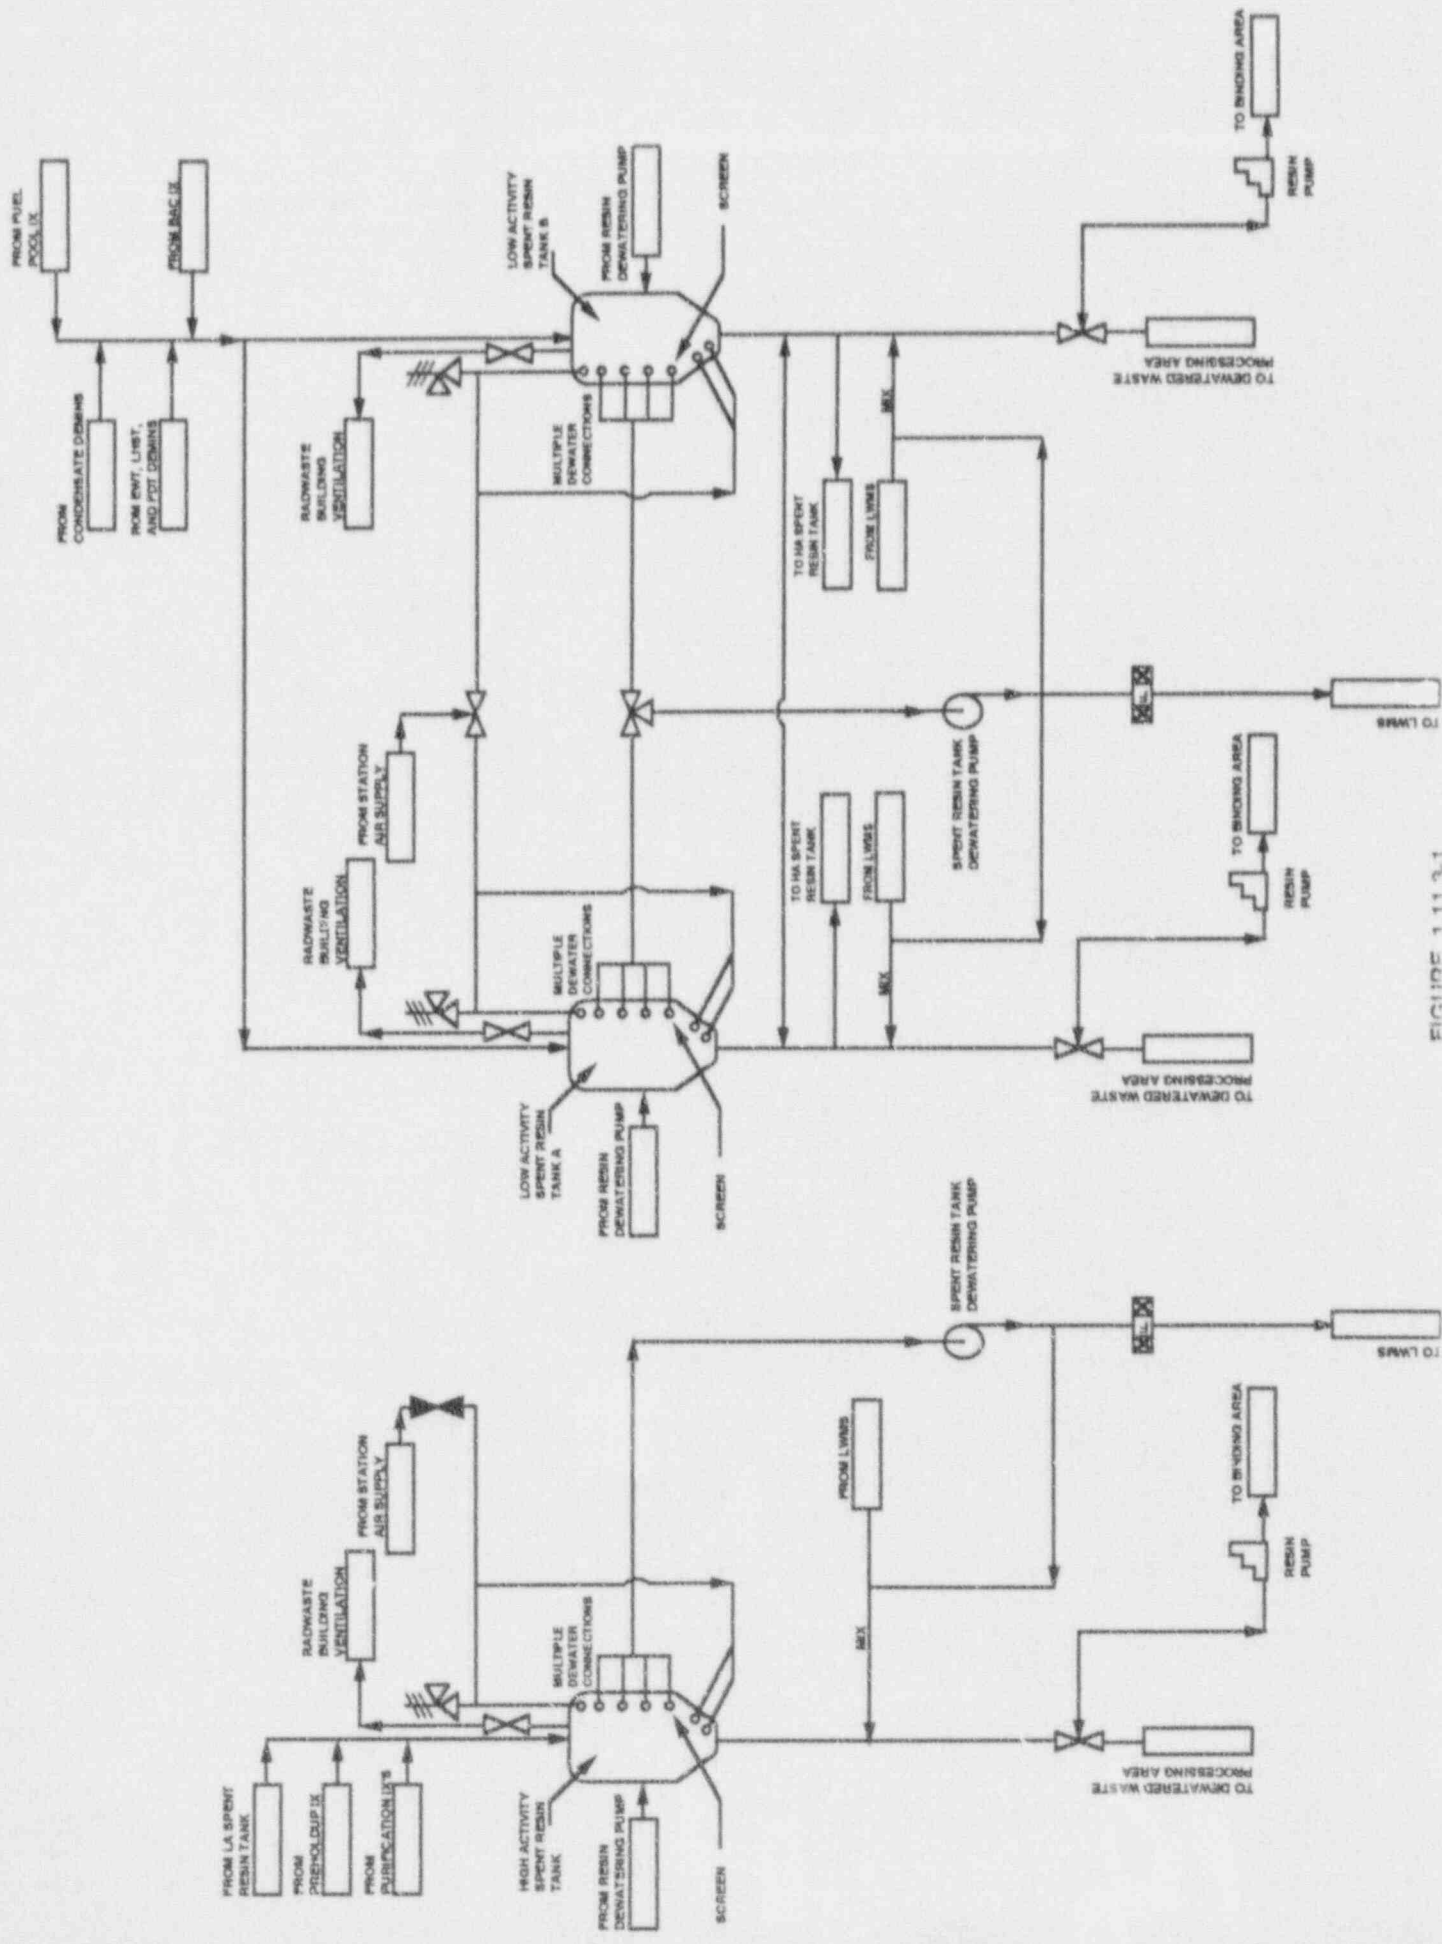 FROM LA SPENT
RESIN TANK
FROM
PREHOLDUP IX
FROM
PURIFICATION IX'S
RADWASTE
BUILDING
VENTILATION
FROM STATION
AIR SUPPLY
HIGH ACTIVITY
SPENT RESIN
TANK
MULTIPLE
DEWATER
CONNECTIONS
FROM RESIN
DEWATERING PUMP
SCREEN
FROM LWMS
MIX
SPENT RESIN TANK
DEWATERING PUMP
TO DEWATERED WASTE
PROCESSING AREA
RESIN
PUMP
TO BINDING AREA
TO LWMS
RADWASTE
BUILDING
VENTILATION
FROM STATION
AIR SUPPLY
LOW ACTIVITY
SPENT RESIN
TANK A
MULTIPLE
DEWATER
CONNECTIONS
FROM RESIN
DEWATERING PUMP
SCREEN
TO HA SPENT
RESIN TANK
FROM LWMS
MIX
SPENT RESIN TANK
DEWATERING PUMP
TO DEWATERED WASTE
PROCESSING AREA
RESIN
PUMP
TO BINDING AREA
TO LWMS
FROM FUEL
POOL IX
FROM
CONDENSATE DEMINS
ROM EWT, LHST,
AND PDT DEMINS
FROM BAC IX
RADWASTE
BUILDING
VENTILATION
LOW ACTIVITY
SPENT RESIN
TANK B
MULTIPLE
DEWATER
CONNECTIONS
FROM RESIN
DEWATERING PUMP
SCREEN
TO HA SPENT
RESIN TANK
FROM LWMS
MIX
TO DEWATERED WASTE
PROCESSING AREA
RESIN
PUMP
TO BINDING AREA
FIGURE